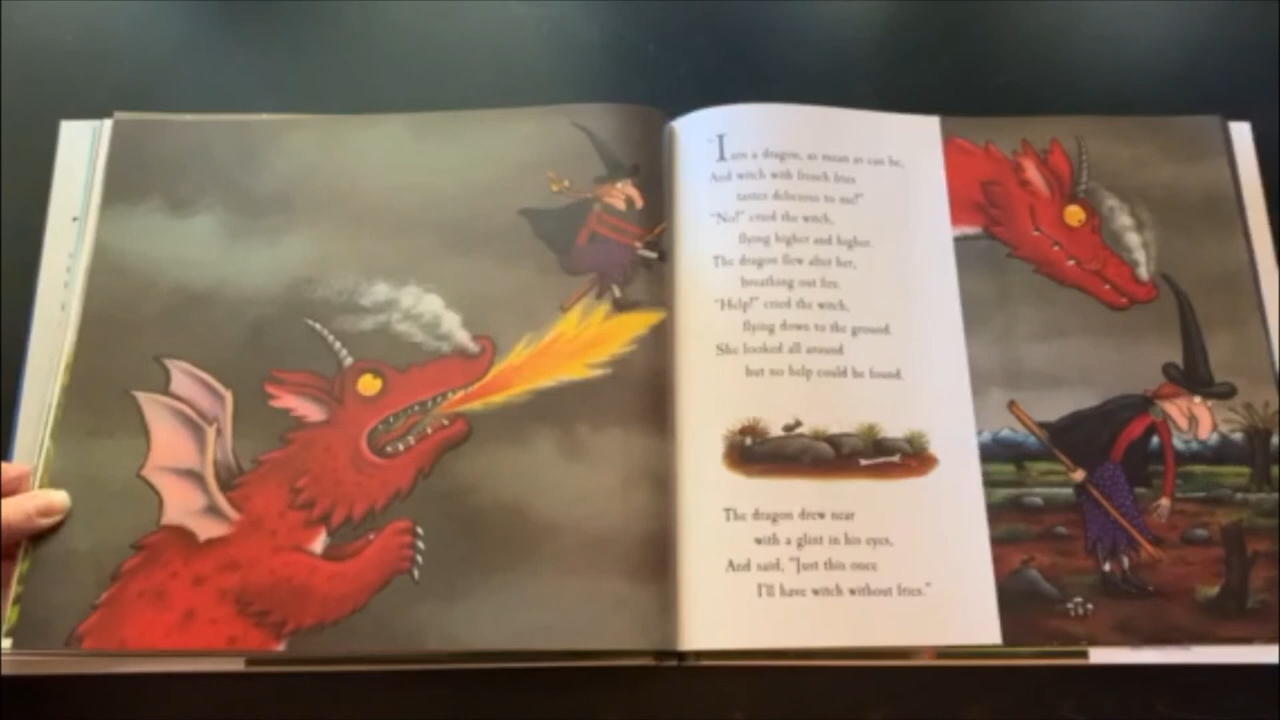 "I am a dragon, as mean as can be,
And witch with french fries
tastes delicious to me!"
"No!" cried the witch,
flying higher and higher.
The dragon flew after her,
breathing out fire.
"Help!" cried the witch,
flying down to the ground.
She looked all around
but no help could be found.
The dragon drew near
with a glint in his eyes,
And said, "Just this once
I'll have witch without fries."